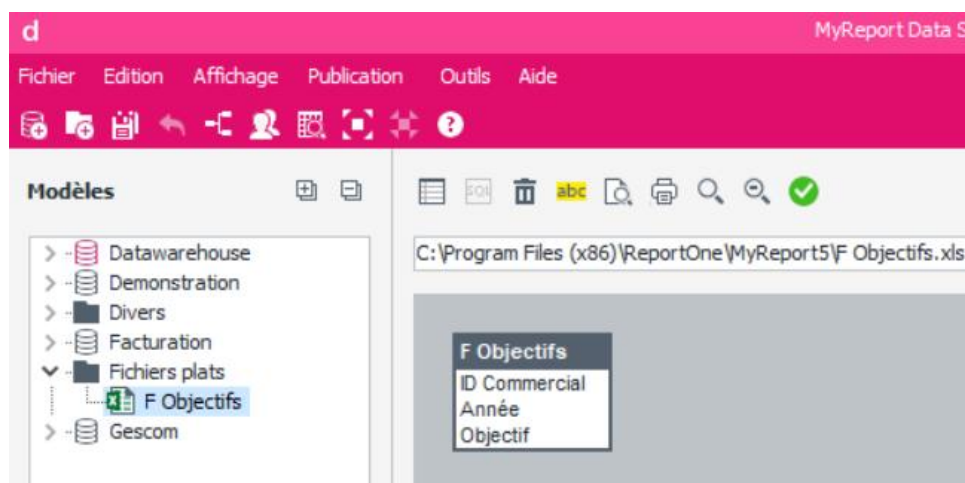 d MyReport Data S
Fichier Edition Affichage Publication Outils Aide
Modèles
SQL abc
Datawarehouse
C:\Program Files (x86)\ReportOne\MyReport5\F Objectifs.xls
Demonstration
Divers
Facturation
Fichiers plats
F Objectifs
Gescom
F Objectifs
ID Commercial
Année
Objectif